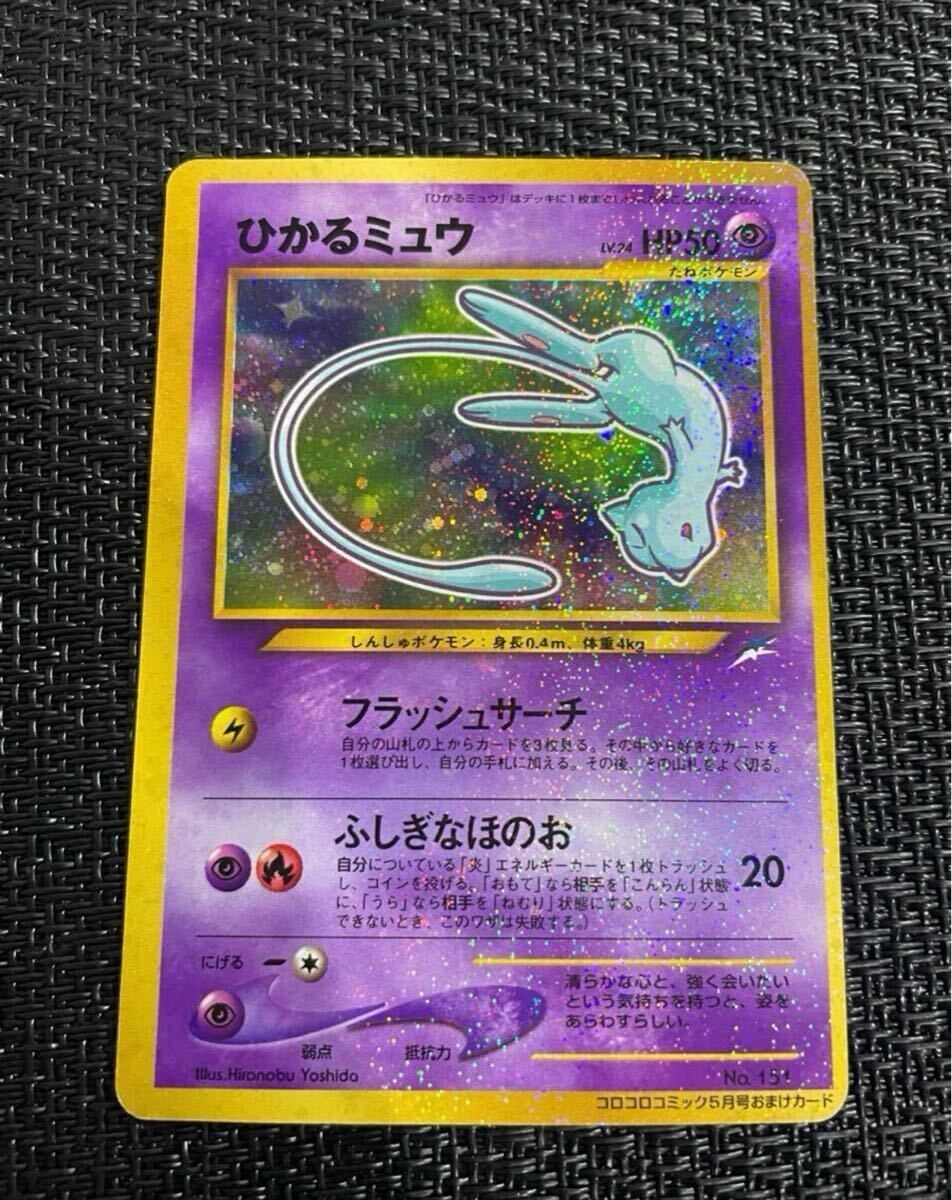 「ひかるミュウ」はデッキに1枚まで
ひかるミュウ
LV.24 HP50
たねポケモン
しんしゅポケモン：身長0.4m、体重4kg
フラッシュサーチ
自分の山札の上からカードを3枚見る。その中から好きなカードを
1枚選び出し、自分の手札に加える。その後、その山札をよく切る。
ふしぎなほのお
自分についている「炎」エネルギーカードを1枚トラッシュ
し、コインを投げる。「おもて」なら相手を「こんらん」状態
に、「うら」なら相手を「ねむり」状態にする。（トラッシュ
できないとき、このワザは失敗する。）
20
にげる
弱点
抵抗力
清らかな心と、強く会いたい
という気持ちを持つと、姿を
あらわすらしい。
Illus.Hironobu Yoshida
No. 151
コロコロコミック5月号おまけカード